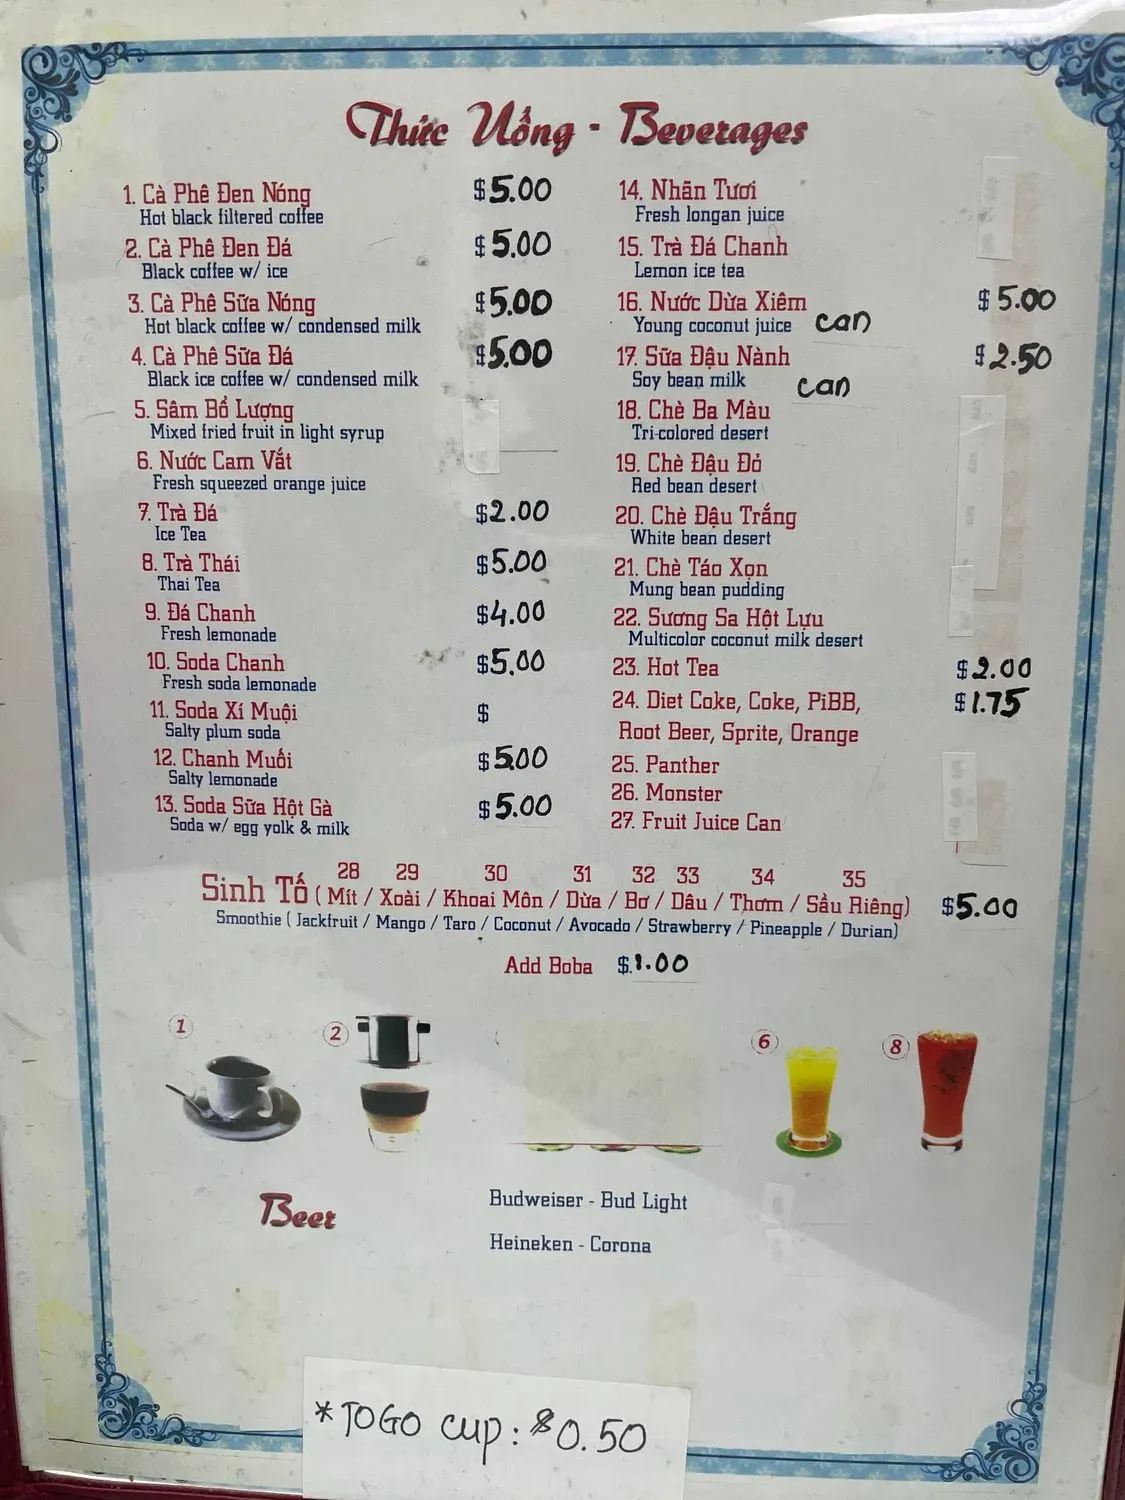 Thức Uống - Beverages
1. Cà Phê Đen Nóng $5.00
Hot black filtered coffee
2. Cà Phê Đen Đá $5.00
Black coffee w/ ice
3. Cà Phê Sữa Nóng $5.00
Hot black coffee w/ condensed milk
4. Cà Phê Sữa Đá $5.00
Black ice coffee w/ condensed milk
5. Sâm Bổ Lượng
Mixed fried fruit in light syrup
6. Nước Cam Vắt
Fresh squeezed orange juice
7. Trà Đá $2.00
Ice Tea
8. Trà Thái $5.00
Thai Tea
9. Đá Chanh $4.00
Fresh lemonade
10. Soda Chanh $5.00
Fresh soda lemonade
11. Soda Xí Muội $
Salty plum soda
12. Chanh Muối $5.00
Salty lemonade
13. Soda Sữa Hột Gà $5.00
Soda w/ egg yolk & milk
14. Nhãn Tươi
Fresh longan juice
15. Trà Đá Chanh
Lemon ice tea
16. Nước Dừa Xiêm $5.00
Young coconut juice can
17. Sữa Đậu Nành $2.50
Soy bean milk can
18. Chè Ba Màu
Tri-colored desert
19. Chè Đậu Đỏ
Red bean desert
20. Chè Đậu Trắng
White bean desert
21. Chè Táo Xọn
Mung bean pudding
22. Sương Sa Hột Lựu
Multicolor coconut milk desert
23. Hot Tea $2.00
24. Diet Coke, Coke, PiBB, $1.75
Root Beer, Sprite, Orange
25. Panther
26. Monster
27. Fruit Juice Can
28 29 30 31 32 33 34 35
Sinh Tố ( Mít / Xoài / Khoai Môn / Dừa / Bơ / Dâu / Thơm / Sầu Riêng) $5.00
Smoothie ( Jackfruit / Mango / Taro / Coconut / Avocado / Strawberry / Pineapple / Durian)
Add Boba $1.00
1 2 6 8
Beer
Budweiser - Bud Light
Heineken - Corona
*TOGO cup: $0.50